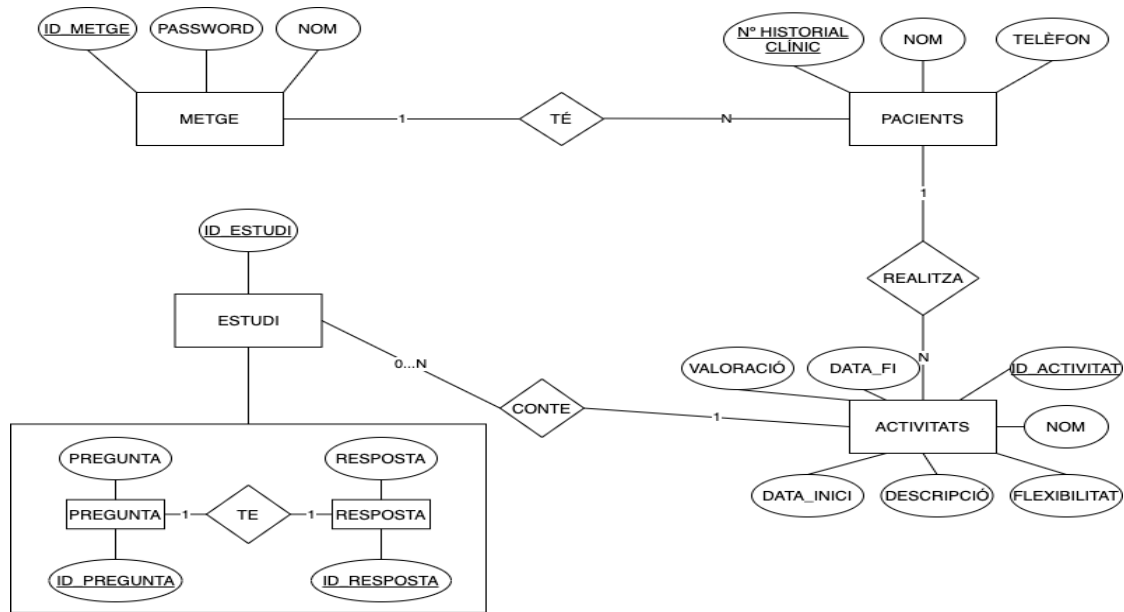 ID_METGE
PASSWORD
NOM
Nº HISTORIAL
CLÍNIC
NOM
TELÈFON
METGE
1
TÉ
N
PACIENTS
1
ID_ESTUDI
REALITZA
ESTUDI
0...N
N
VALORACIÓ
DATA_FI
ID_ACTIVITAT
CONTE
1
ACTIVITATS
NOM
PREGUNTA
RESPOSTA
DATA_INICI
DESCRIPCIÓ
FLEXIBILITAT
PREGUNTA
1
TE
1
RESPOSTA
ID_PREGUNTA
ID_RESPOSTA